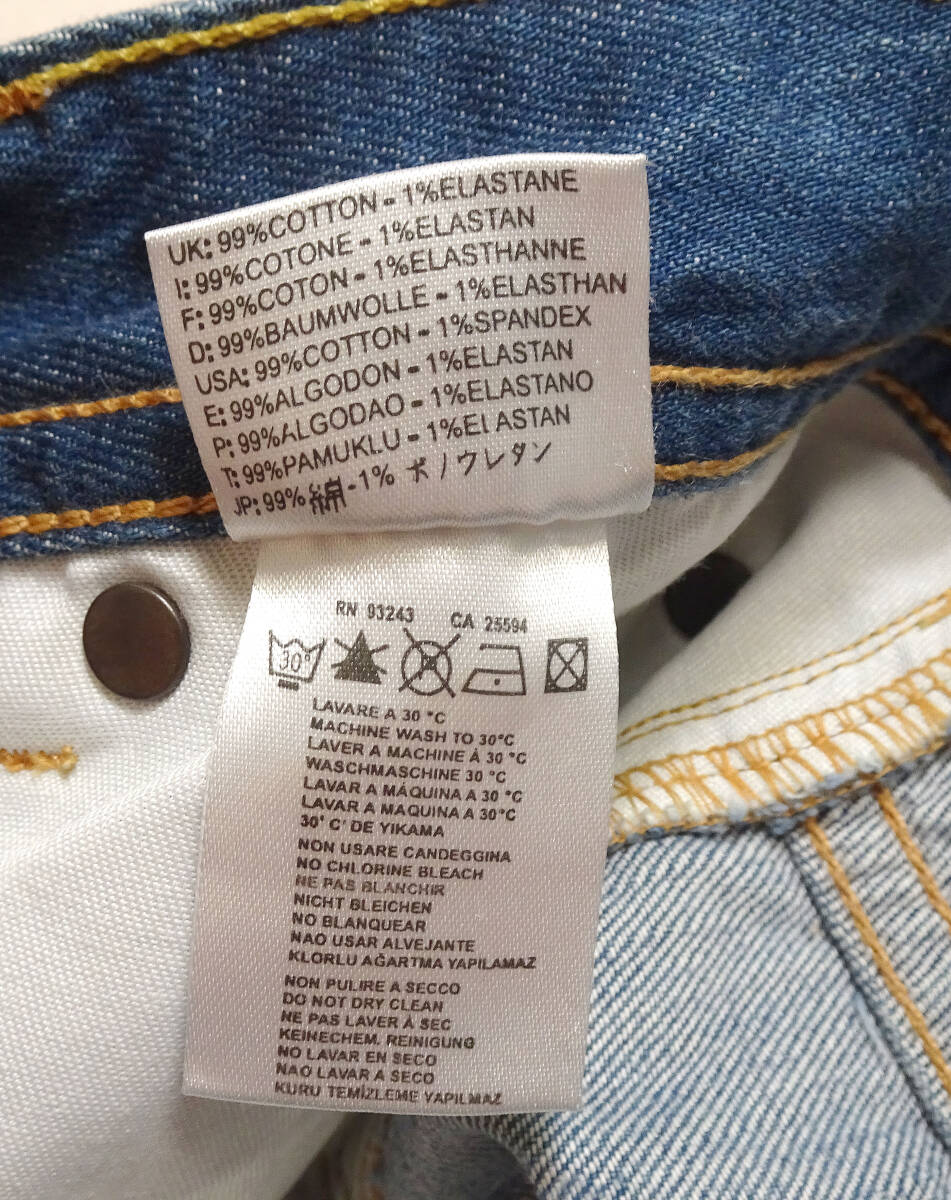 UK: 99%COTTON - 1%ELASTANE
I: 99%COTONE - 1%ELASTAN
F: 99%COTON - 1%ELASTHANNE
D: 99%BAUMWOLLE - 1%ELASTHAN
USA: 99%COTTON - 1%SPANDEX
E: 99%ALGODON - 1%ELASTAN
P: 99%ALGODAO - 1%ELASTANO
T: 99%PAMUKLU - 1%ELASTAN
JP: 99% 綿 -1% ポリウレタン
RN 93243 CA 25594
30°
LAVARE A 30 °C
MACHINE WASH TO 30°C
LAVER A MACHINE À 30 °C
WASCHMASCHINE 30 °C
LAVAR A MÁQUINA A 30 °C
LAVAR A MAQUINA A 30°C
30° C' DE YIKAMA
NON USARE CANDEGGINA
NO CHLORINE BLEACH
NE PAS BLANCHIR
NICHT BLEICHEN
NO BLANQUEAR
NAO USAR ALVEJANTE
KLORLU AĞARTMA YAPILAMAZ
NON PULIRE A SECCO
DO NOT DRY CLEAN
NE PAS LAVER À SEC
KEINECHEM. REINIGUNG
NO LAVAR EN SECO
NAO LAVAR A SECO
KURU TEMİZLEME YAPILMAZ